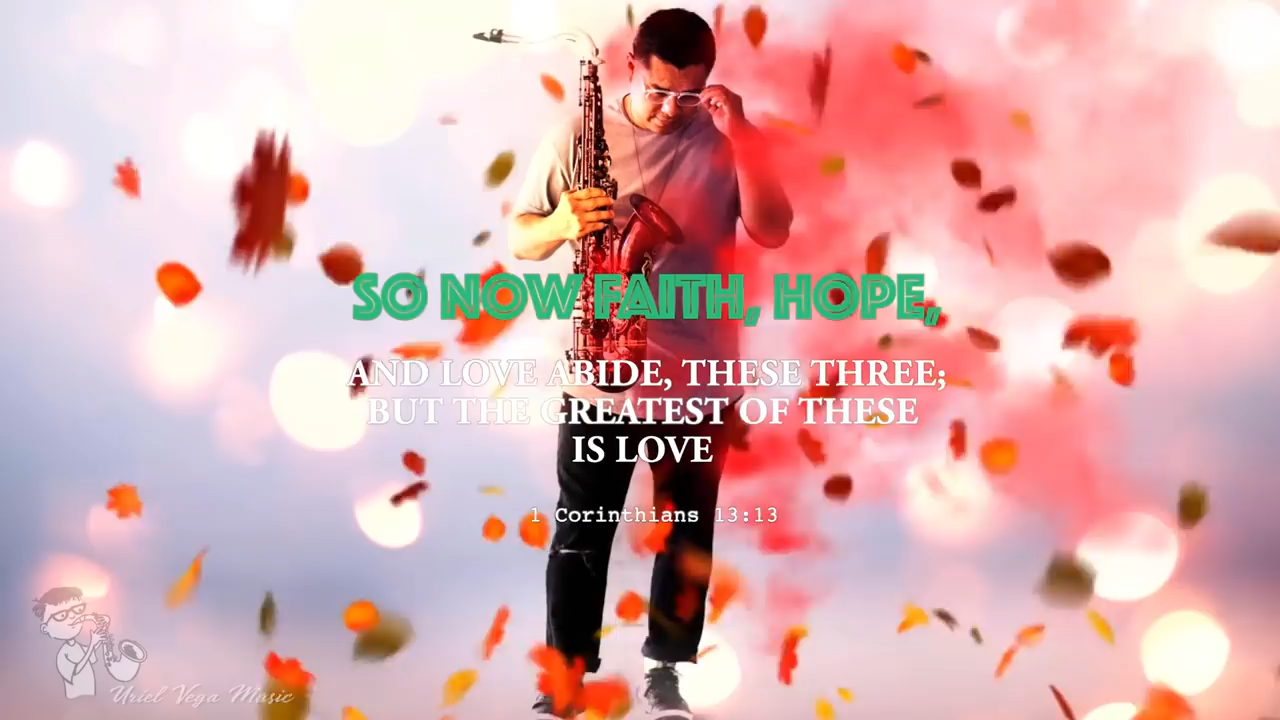 SO NOW FAITH, HOPE,
AND LOVE ABIDE, THESE THREE;
BUT THE GREATEST OF THESE
IS LOVE
1 Corinthians 13:13
Uriel Vega Music